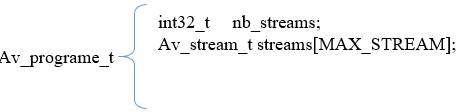 int32_t nb_streams;
Av_stream_t streams[MAX_STREAM];
Av_programe_t